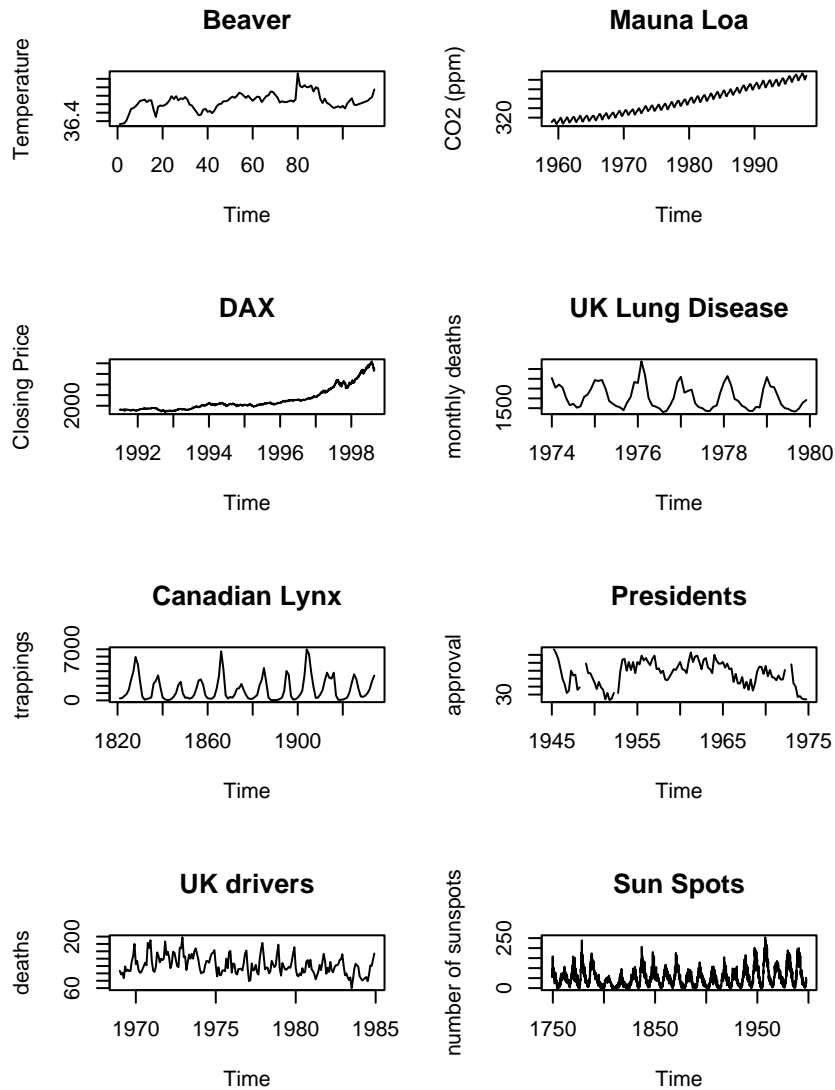 Beaver
Temperature
36.4
0 20 40 60 80
Time
Mauna Loa
CO2 (ppm)
320
1960 1970 1980 1990
Time
DAX
Closing Price
2000
1992 1994 1996 1998
Time
UK Lung Disease
monthly deaths
1500
1974 1976 1978 1980
Time
Canadian Lynx
trappings
7000
0
1820 1860 1900
Time
Presidents
approval
30
1945 1955 1965 1975
Time
UK drivers
deaths
200
60
1970 1975 1980 1985
Time
Sun Spots
number of sunspots
250
0
1750 1850 1950
Time